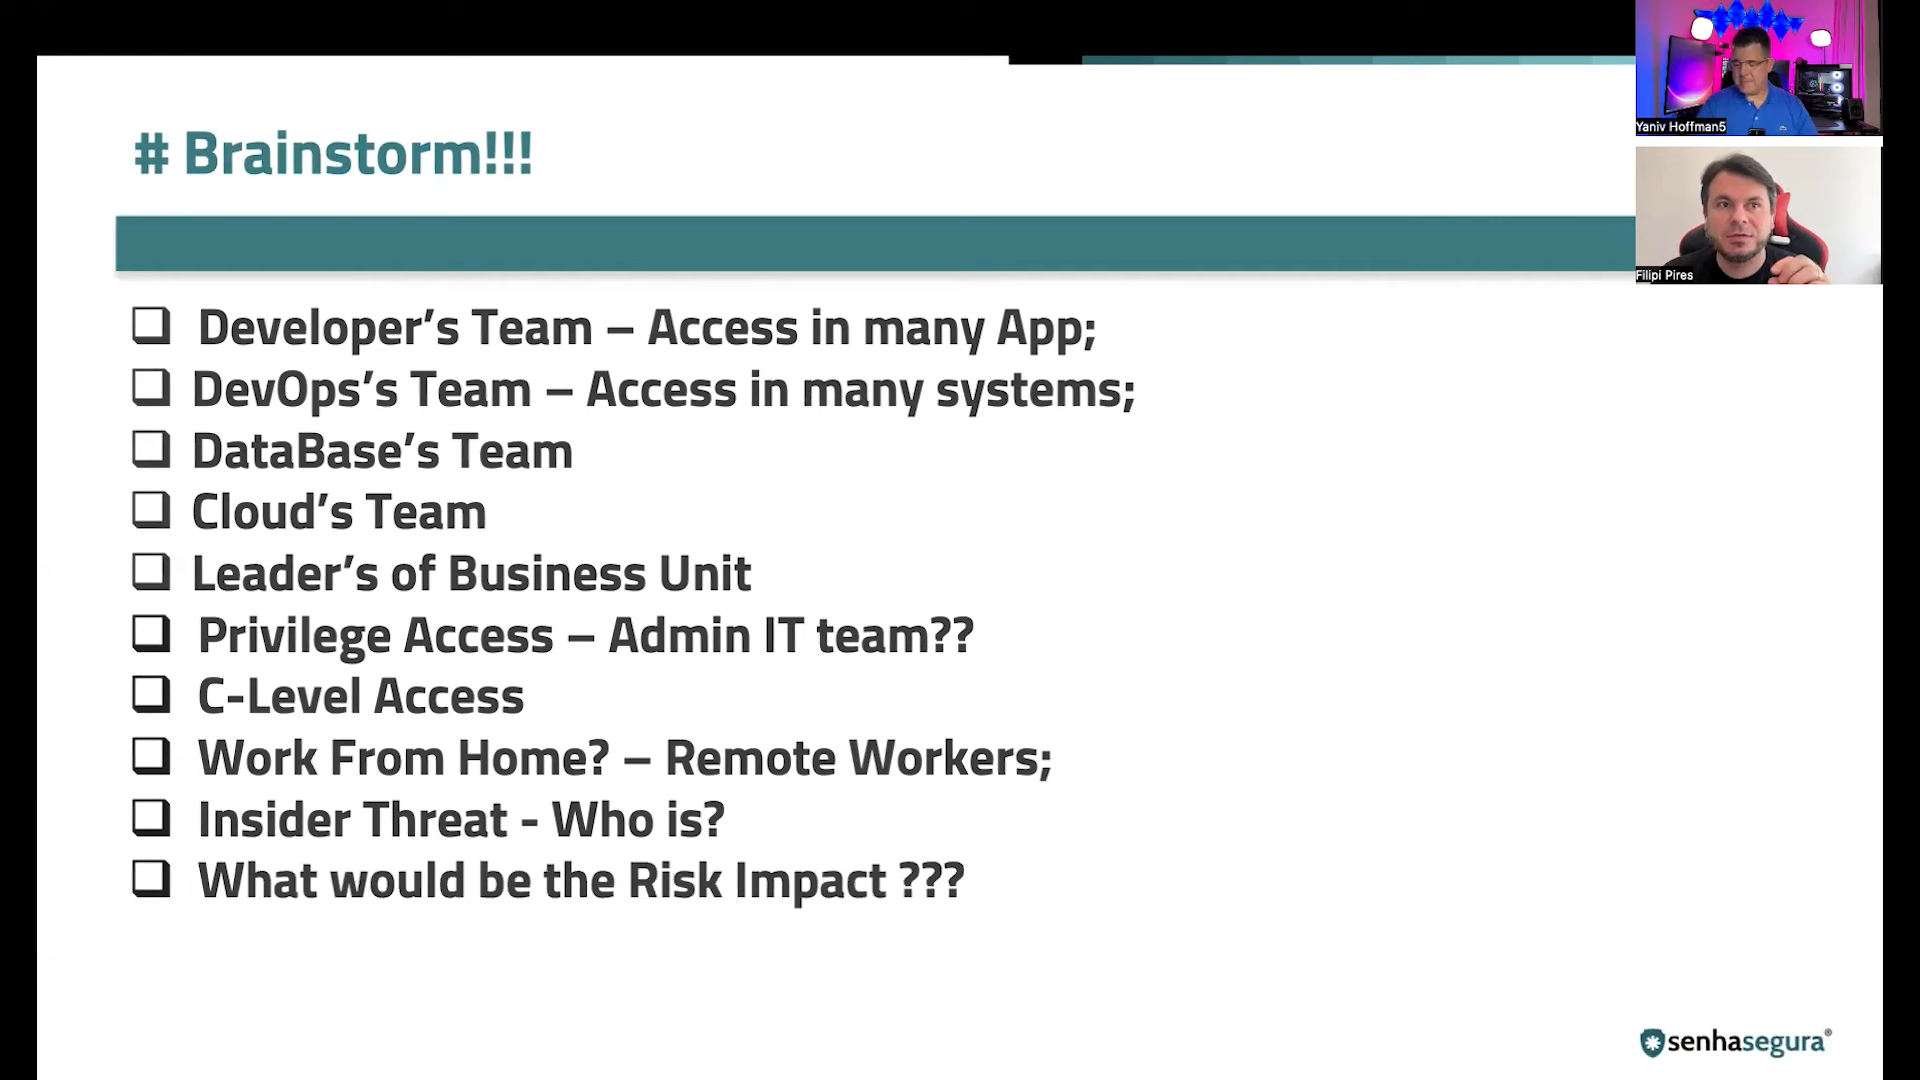 # Brainstorm!!!
Yaniv Hoffman5
Filipi Pires
Developer’s Team – Access in many App;
DevOps’s Team – Access in many systems;
DataBase’s Team
Cloud’s Team
Leader’s of Business Unit
Privilege Access – Admin IT team??
C-Level Access
Work From Home? – Remote Workers;
Insider Threat - Who is?
What would be the Risk Impact ???
senhasegura®